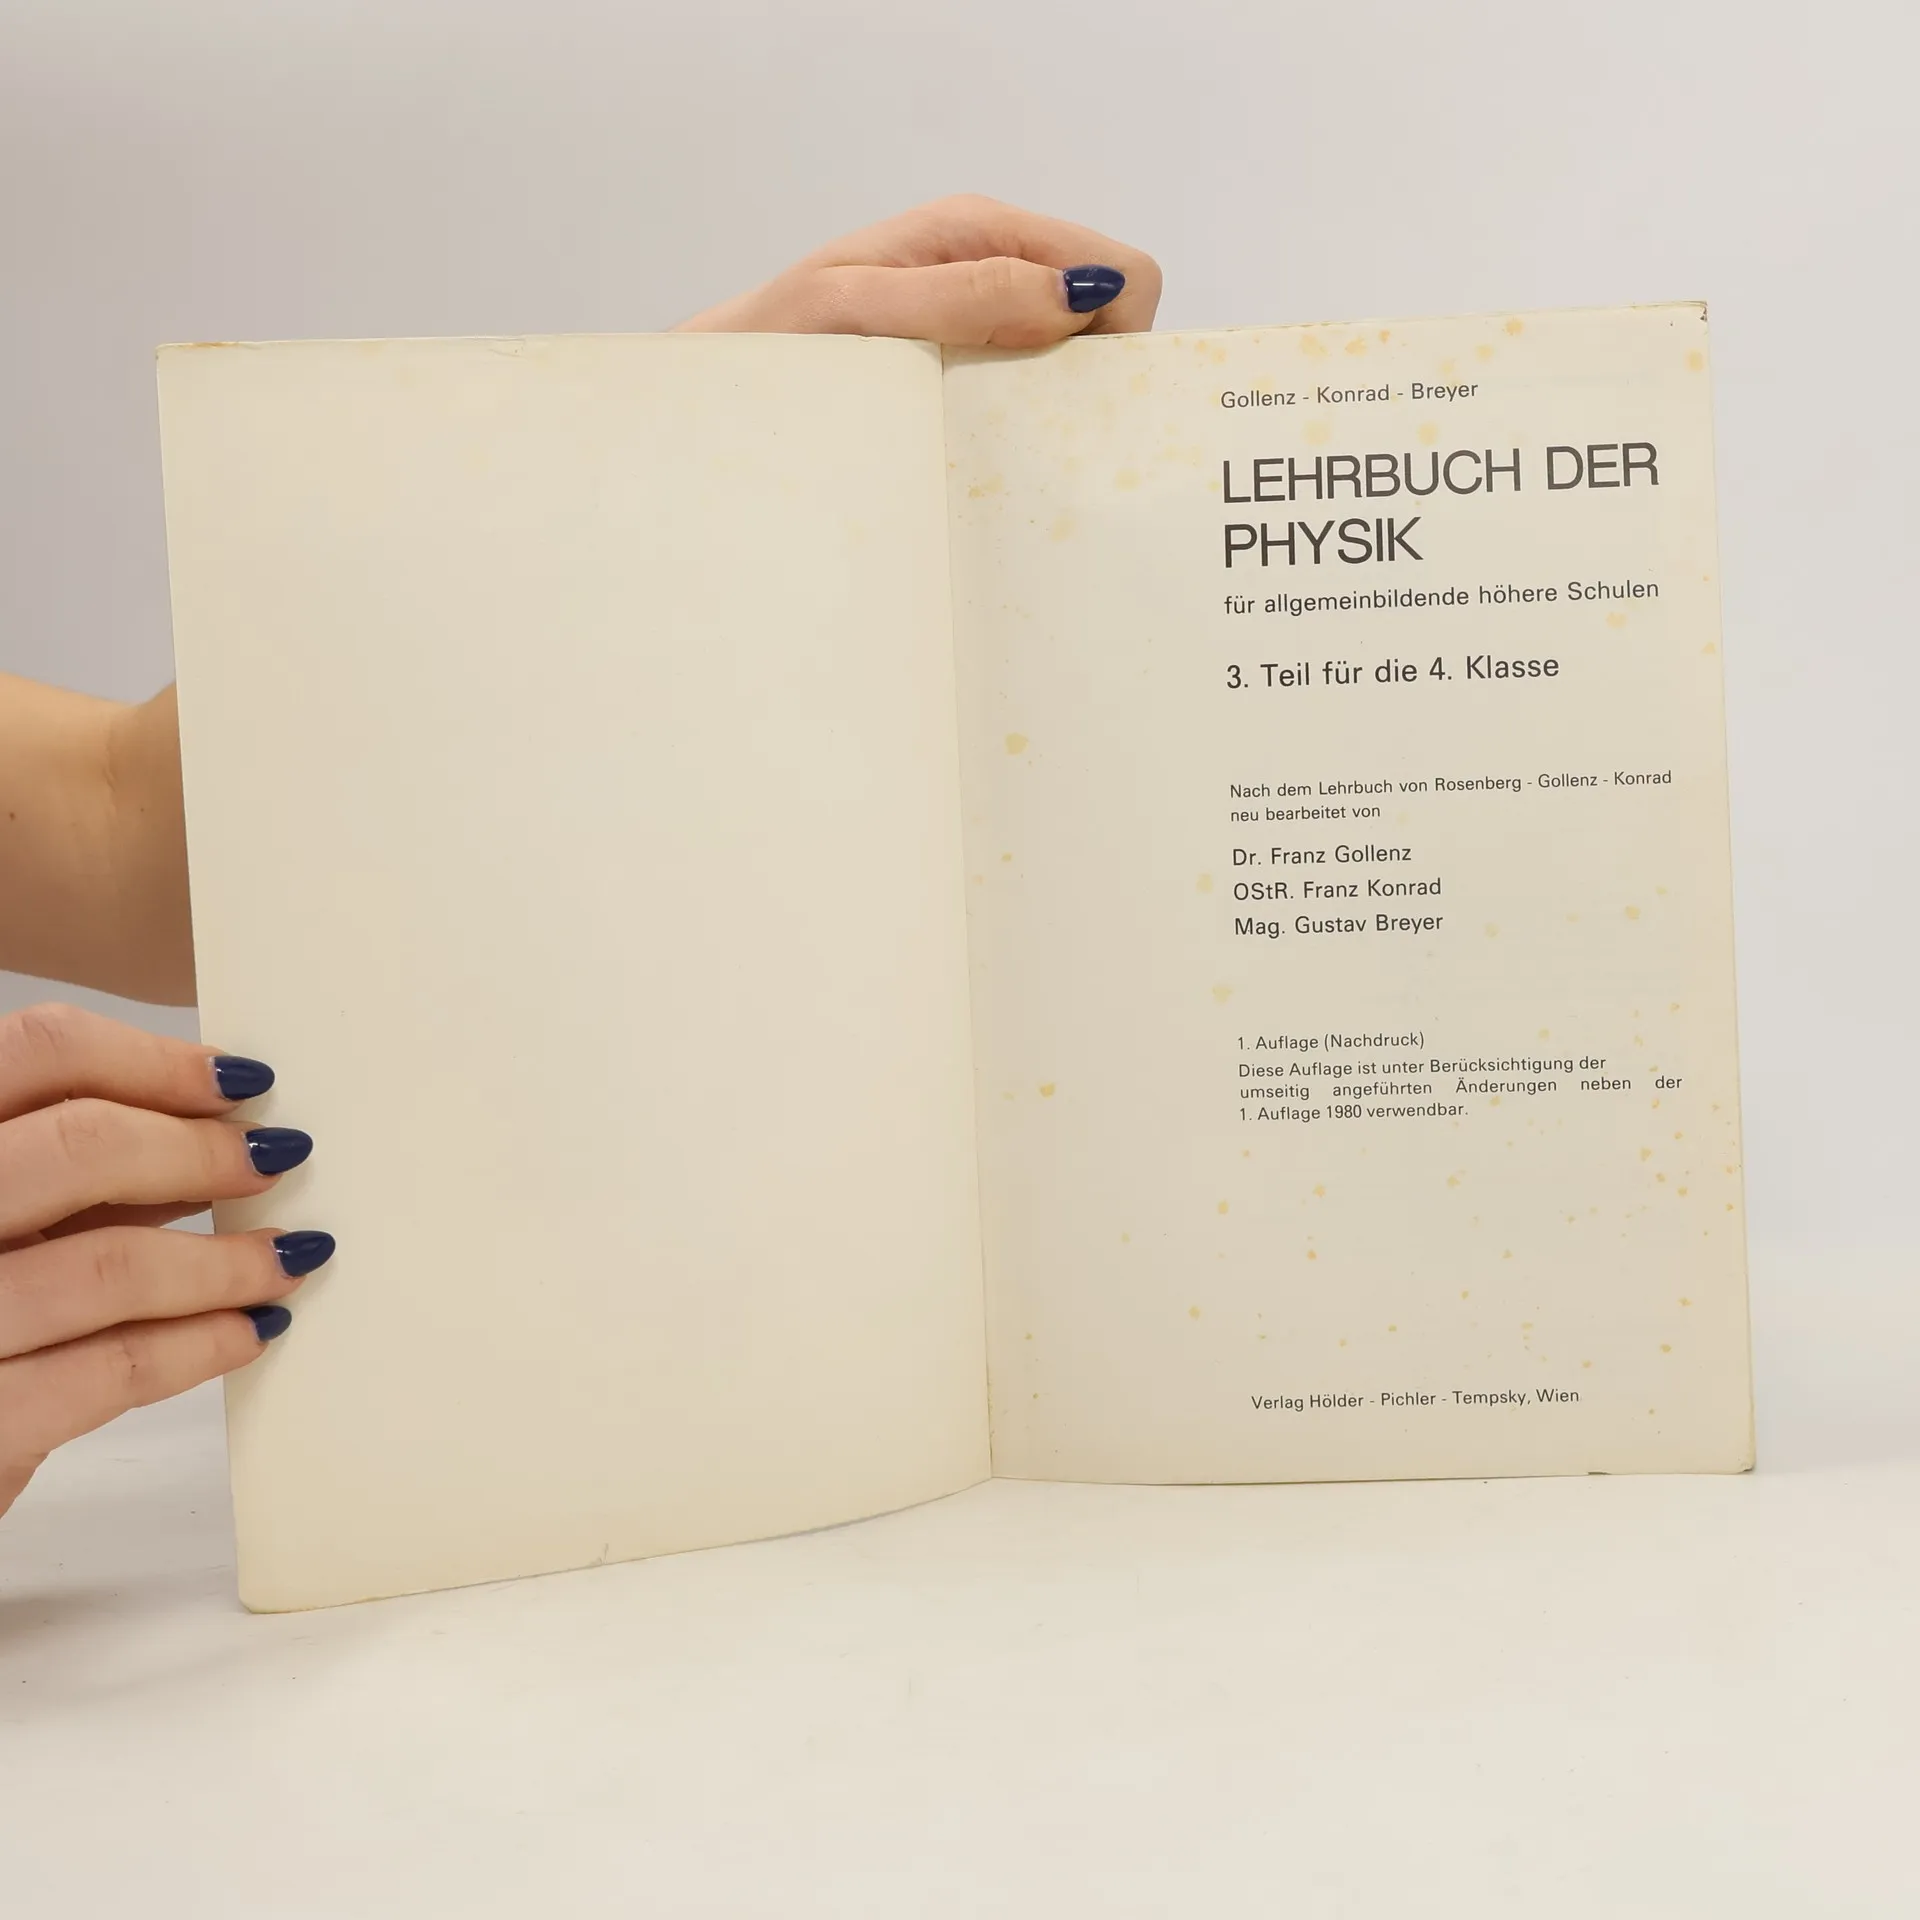 Gollenz - Konrad - Breyer
LEHRBUCH DER
PHYSIK
für allgemeinbildende höhere Schulen
3. Teil für die 4. Klasse
Nach dem Lehrbuch von Rosenberg - Gollenz - Konrad
neu bearbeitet von
Dr. Franz Gollenz
OStR. Franz Konrad
Mag. Gustav Breyer
1. Auflage (Nachdruck)
Diese Auflage ist unter Berücksichtigung der
umseitig angeführten Änderungen neben der
1. Auflage 1980 verwendbar.
Verlag Hölder - Pichler - Tempsky, Wien